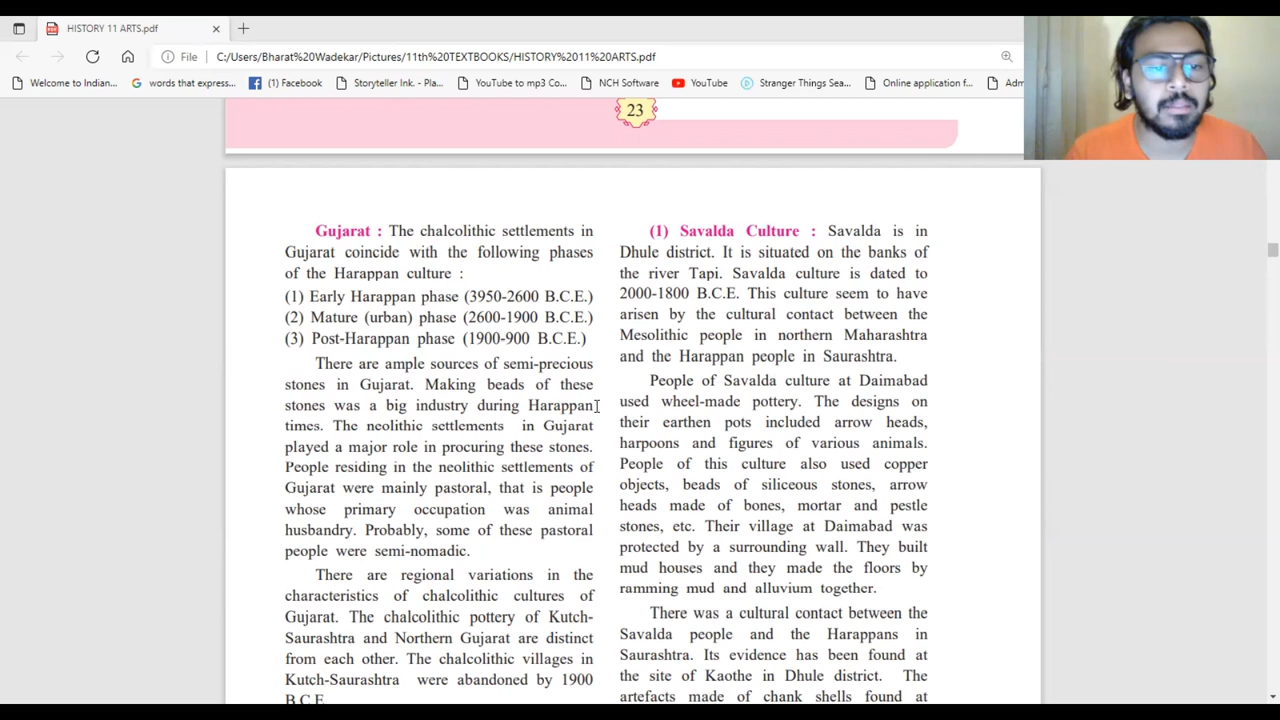 HISTORY 11 ARTS.pdf
File
C:/Users/Bharat%20Wadekar/Pictures/11th%20TEXTBOOKS/HISTORY%2011%20ARTS.pdf
Welcome to Indian...
words that express...
(1) Facebook
Storyteller Ink. - Pla...
YouTube to mp3 Co...
NCH Software
YouTube
Stranger Things Sea...
Online application f...
Adm
23
Gujarat : The chalcolithic settlements in
Gujarat coincide with the following phases
of the Harappan culture :
(1) Early Harappan phase (3950-2600 B.C.E.)
(2) Mature (urban) phase (2600-1900 B.C.E.)
(3) Post-Harappan phase (1900-900 B.C.E.)
There are ample sources of semi-precious
stones in Gujarat. Making beads of these
stones was a big industry during Harappan
times. The neolithic settlements in Gujarat
played a major role in procuring these stones.
People residing in the neolithic settlements of
Gujarat were mainly pastoral, that is people
whose primary occupation was animal
husbandry. Probably, some of these pastoral
people were semi-nomadic.
There are regional variations in the
characteristics of chalcolithic cultures of
Gujarat. The chalcolithic pottery of Kutch-
Saurashtra and Northern Gujarat are distinct
from each other. The chalcolithic villages in
Kutch-Saurashtra were abandoned by 1900
B.C.E.
(1) Savalda Culture : Savalda is in
Dhule district. It is situated on the banks of
the river Tapi. Savalda culture is dated to
2000-1800 B.C.E. This culture seem to have
arisen by the cultural contact between the
Mesolithic people in northern Maharashtra
and the Harappan people in Saurashtra.
People of Savalda culture at Daimabad
used wheel-made pottery. The designs on
their earthen pots included arrow heads,
harpoons and figures of various animals.
People of this culture also used copper
objects, beads of siliceous stones, arrow
heads made of bones, mortar and pestle
stones, etc. Their village at Daimabad was
protected by a surrounding wall. They built
mud houses and they made the floors by
ramming mud and alluvium together.
There was a cultural contact between the
Savalda people and the Harappans in
Saurashtra. Its evidence has been found at
the site of Kaothe in Dhule district. The
artefacts made of chank shells found at